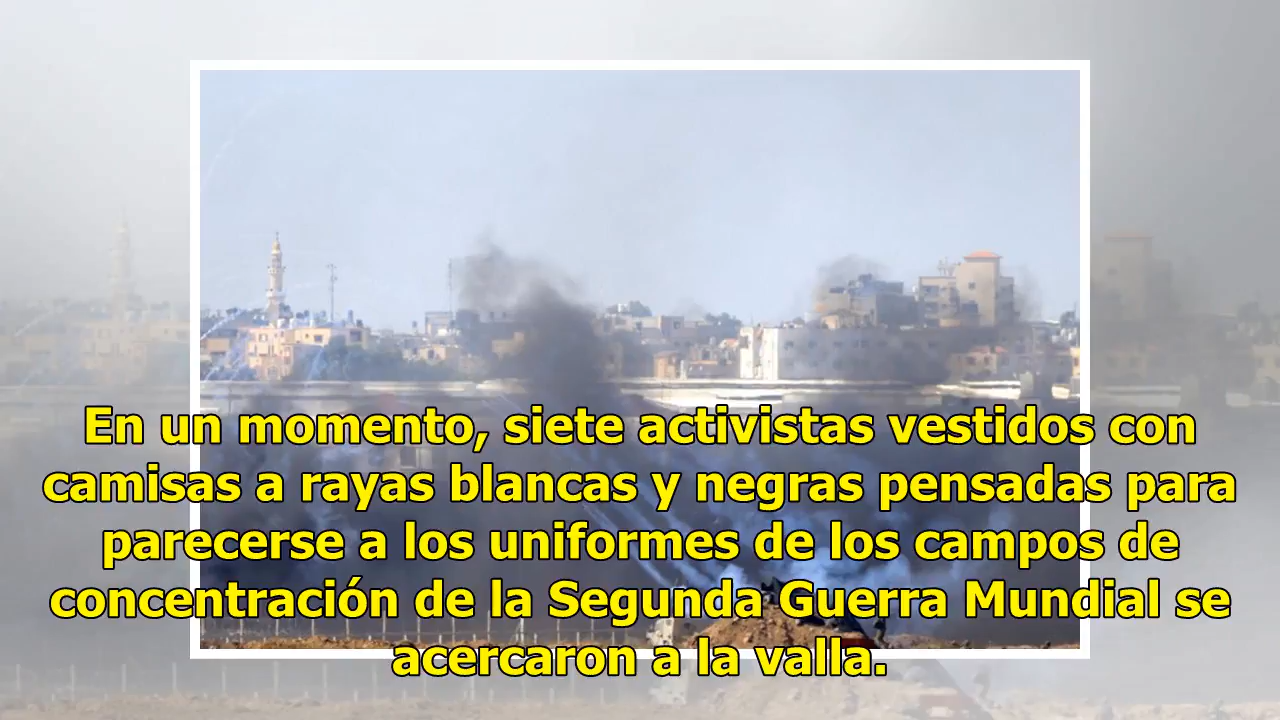 En un momento, siete activistas vestidos con
camisas a rayas blancas y negras pensadas para
parecerse a los uniformes de los campos de
concentración de la Segunda Guerra Mundial se
acercaron a la valla.